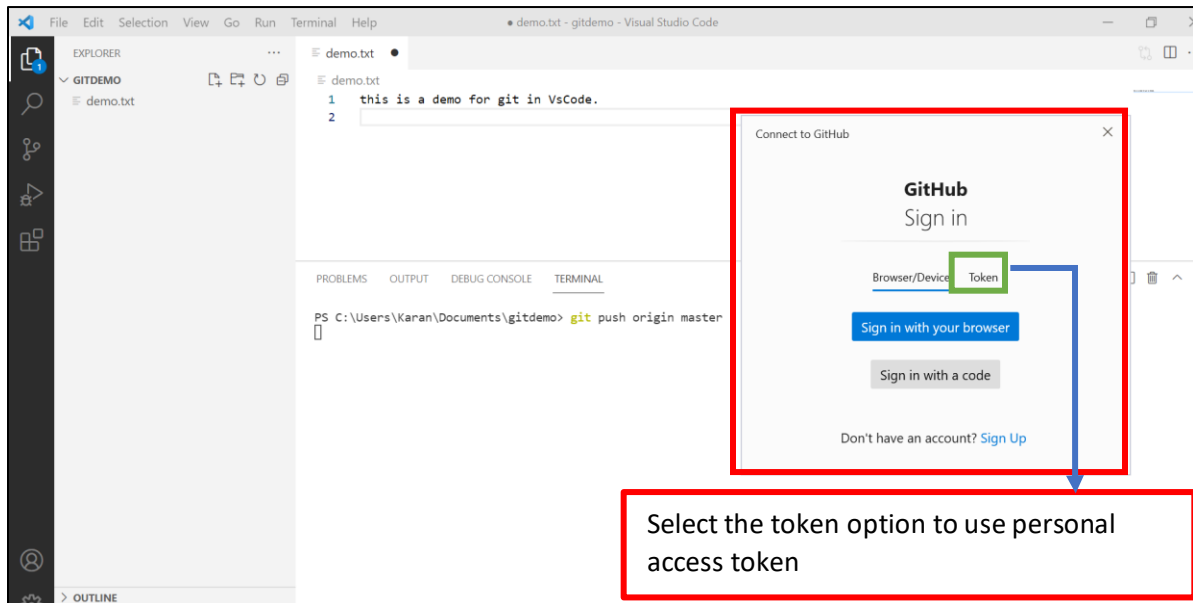 File Edit Selection View Go Run Terminal Help ● demo.txt - gitdemo - Visual Studio Code
EXPLORER ...
demo.txt ●
1
GITDEMO
demo.txt
demo.txt
1 this is a demo for git in VsCode.
2
Connect to GitHub
GitHub
Sign in
Browser/Device Token
PROBLEMS OUTPUT DEBUG CONSOLE TERMINAL
PS C:\Users\Karan\Documents\gitdemo> git push origin master
Sign in with your browser
Sign in with a code
Don't have an account? Sign Up
Select the token option to use personal
access token
OUTLINE